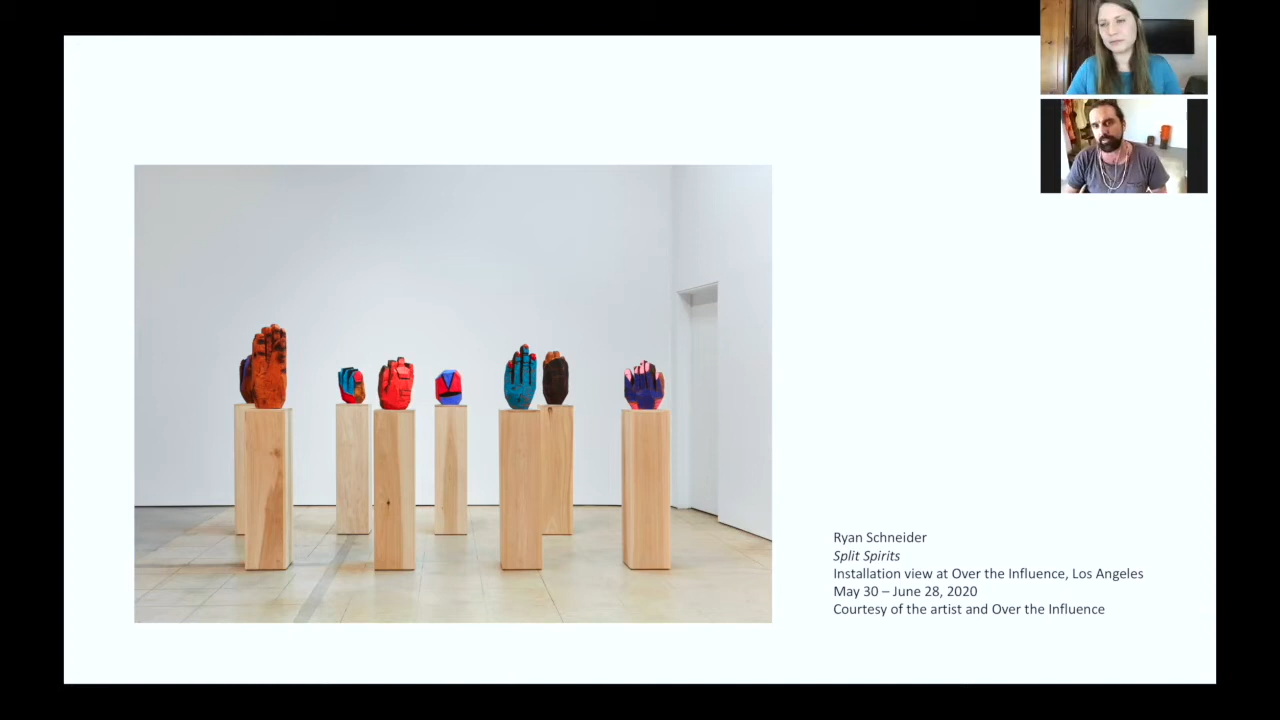 Ryan Schneider
Split Spirits
Installation view at Over the Influence, Los Angeles
May 30 – June 28, 2020
Courtesy of the artist and Over the Influence